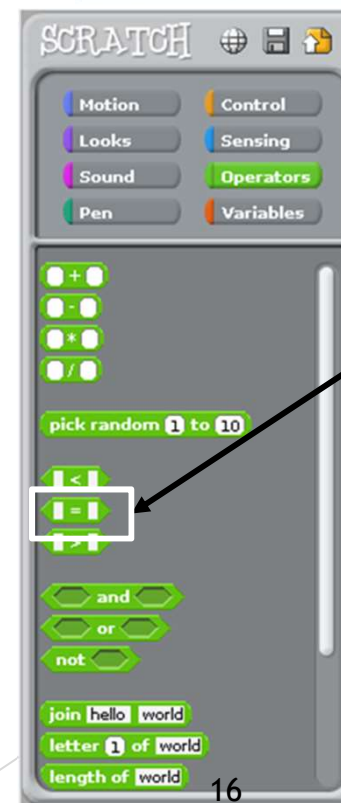 SCRATCH
Motion Control
Looks Sensing
Sound Operators
Pen Variables
+
-
*
/
pick random 1 to 10
<
=
>
and
or
not
join hello world
letter 1 of world
length of world
16